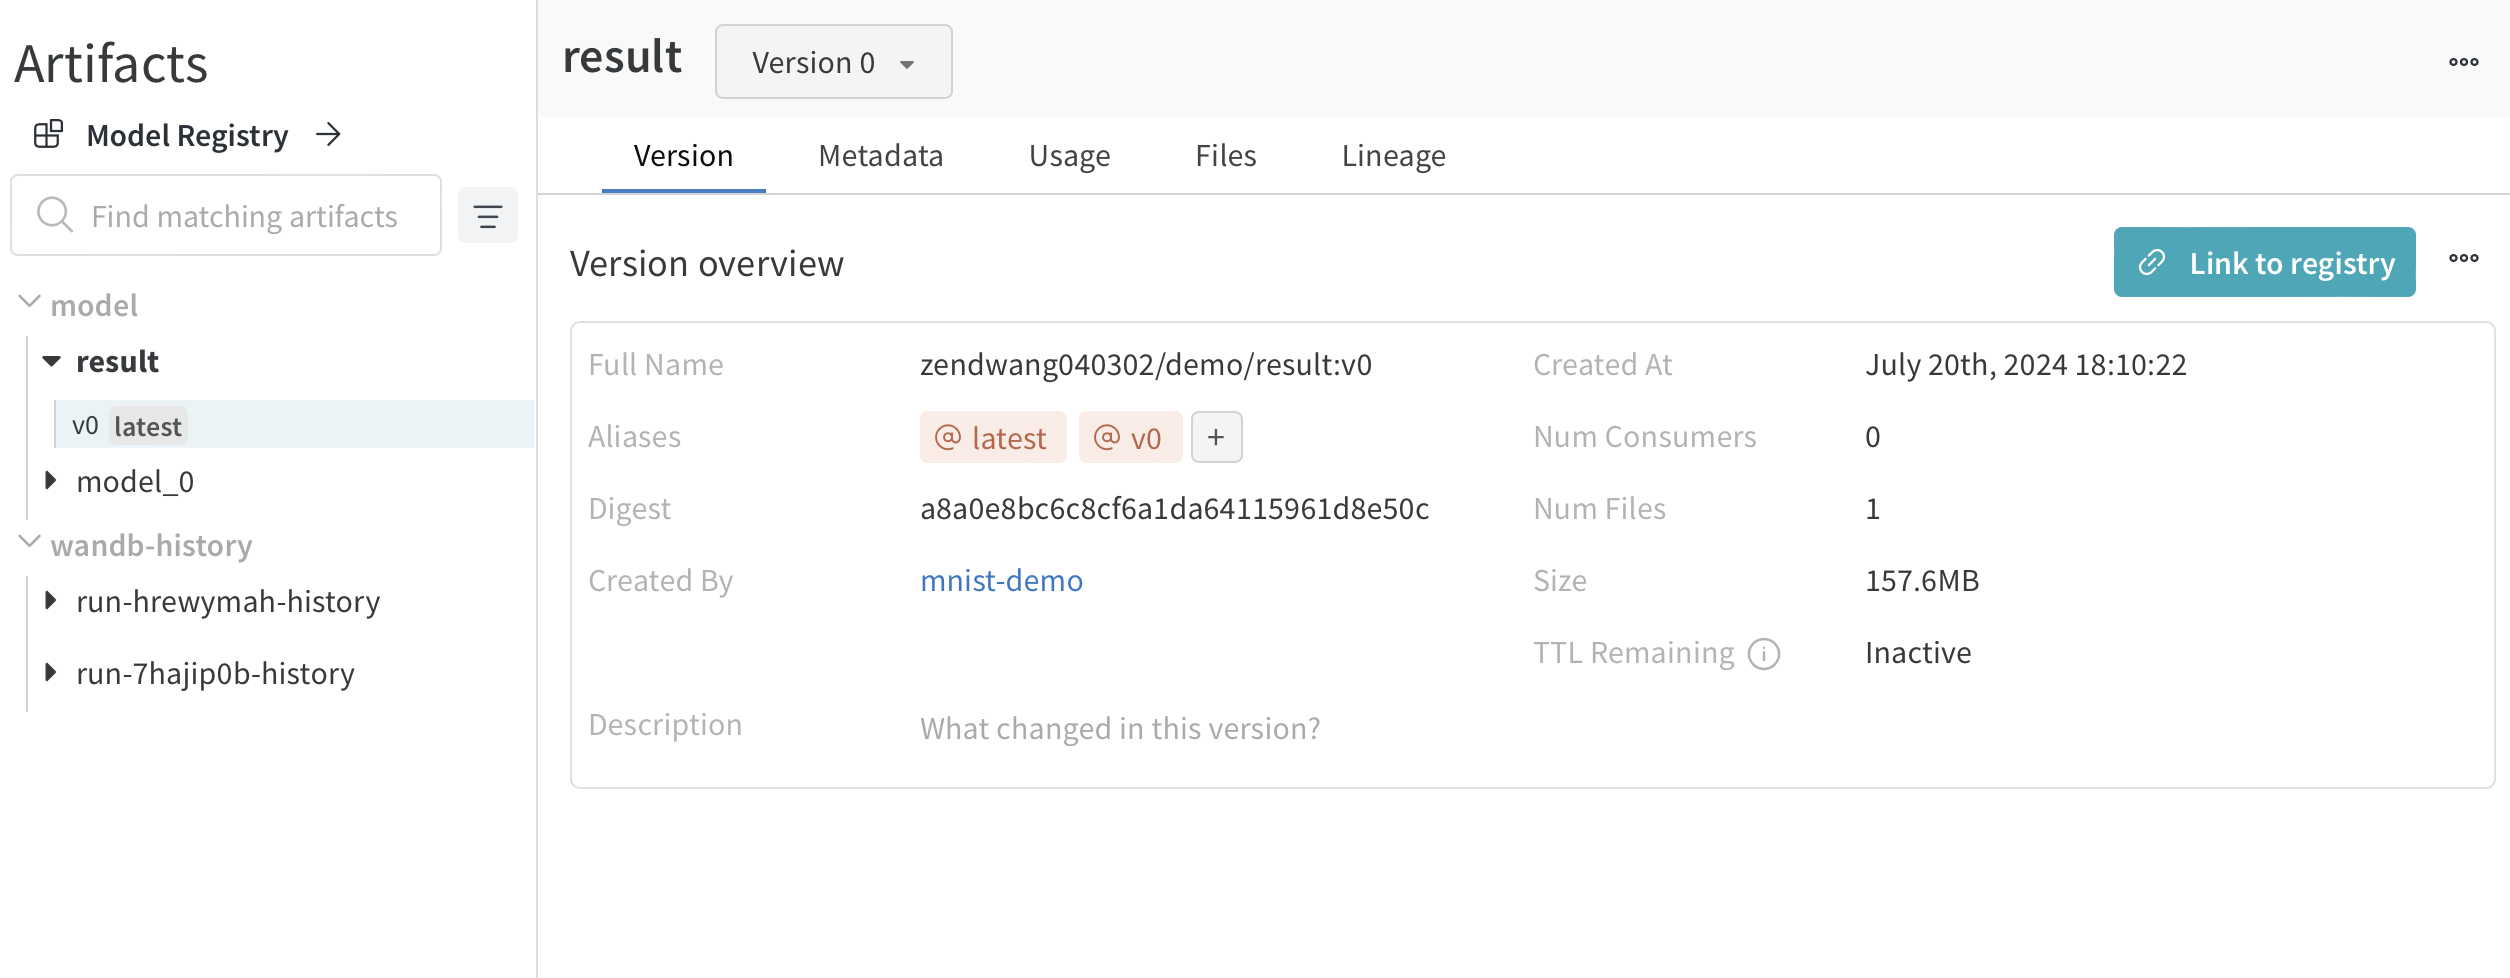 Artifacts
Model Registry
Find matching artifacts
model
result
v0 latest
model_0
wandb-history
run-hrewymah-history
run-7hajip0b-history
result Version 0
Version Metadata Usage Files Lineage
Version overview
Link to registry
Full Name zendwang040302/demo/result:v0 Created At July 20th, 2024 18:10:22
Aliases @ latest @ v0 + Num Consumers 0
Digest a8a0e8bc6c8cf6a1da64115961d8e50c Num Files 1
Created By mnist-demo Size 157.6MB
TTL Remaining Inactive
Description What changed in this version?